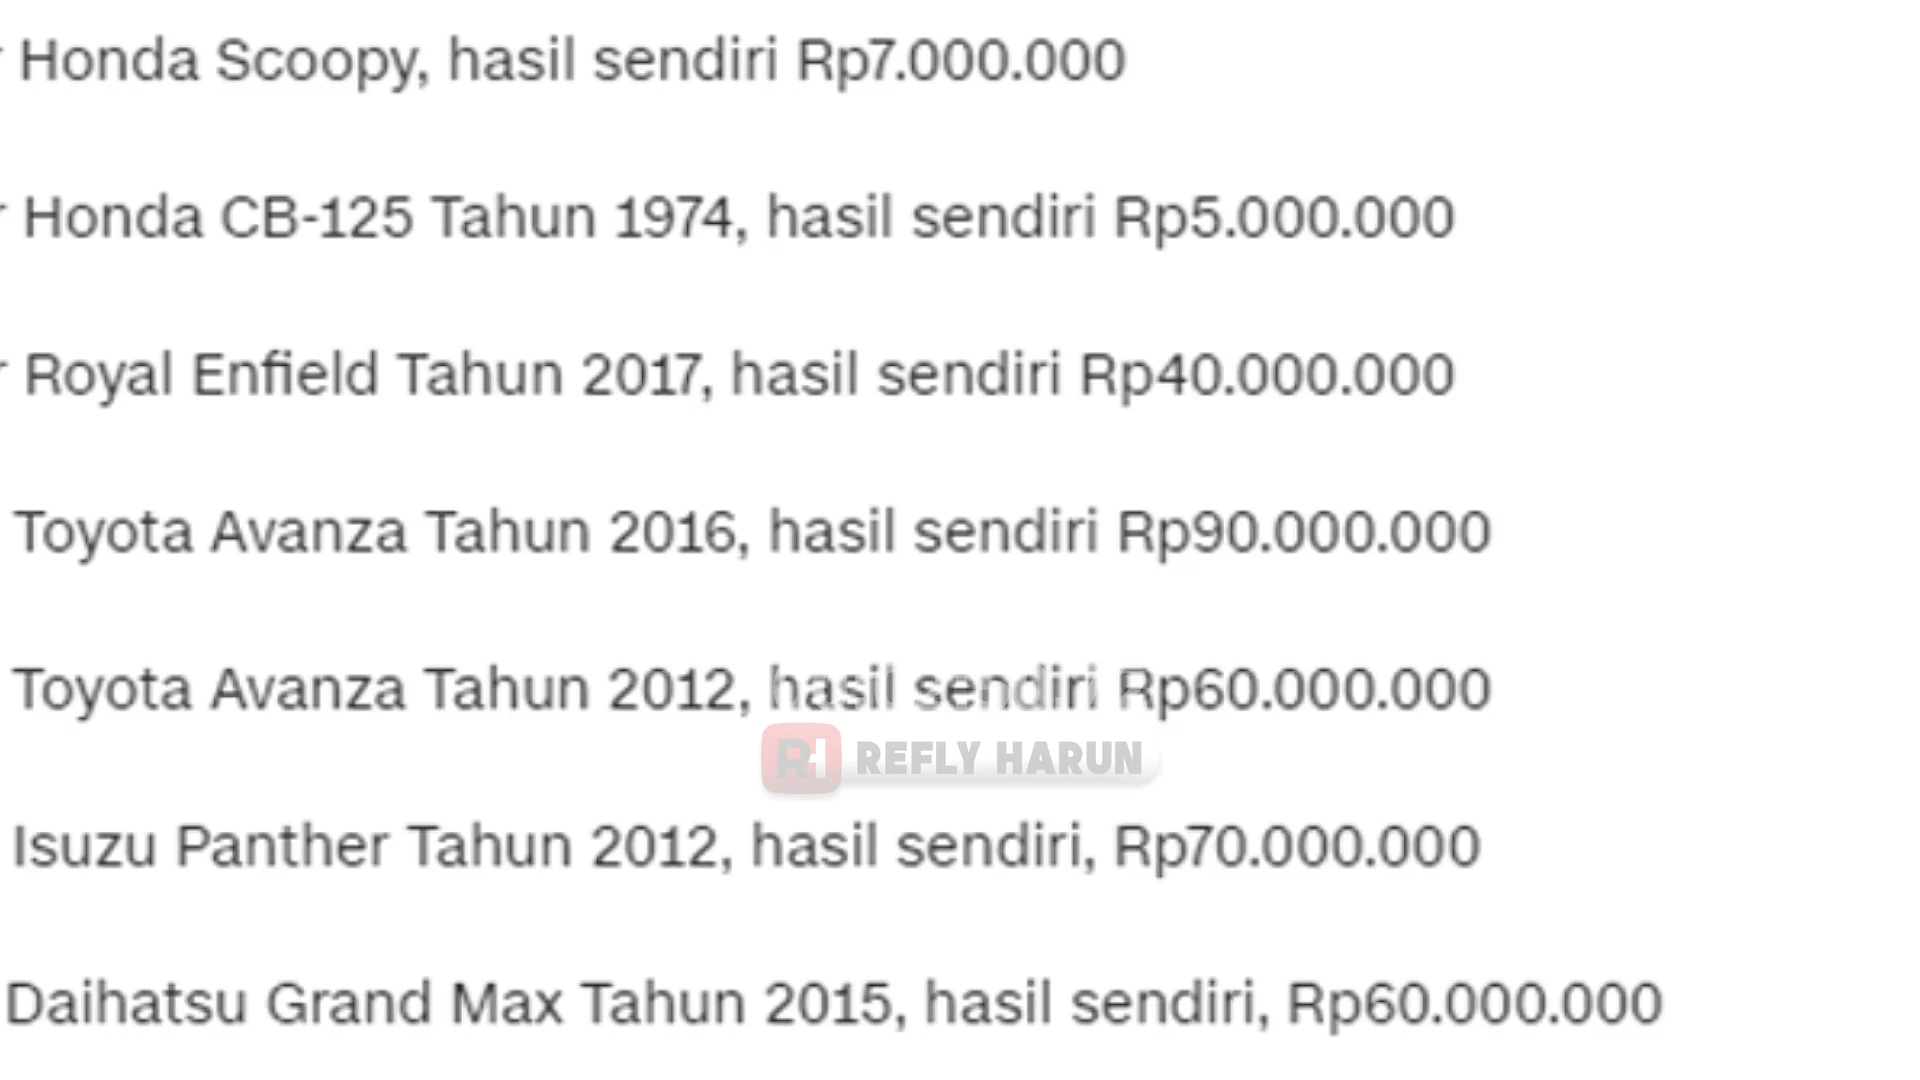 Honda Scoopy, hasil sendiri Rp7.000.000
Honda CB-125 Tahun 1974, hasil sendiri Rp5.000.000
Royal Enfield Tahun 2017, hasil sendiri Rp40.000.000
Toyota Avanza Tahun 2016, hasil sendiri Rp90.000.000
Toyota Avanza Tahun 2012, hasil sendiri Rp60.000.000
RH REFLY HARUN
Isuzu Panther Tahun 2012, hasil sendiri, Rp70.000.000
Daihatsu Grand Max Tahun 2015, hasil sendiri, Rp60.000.000